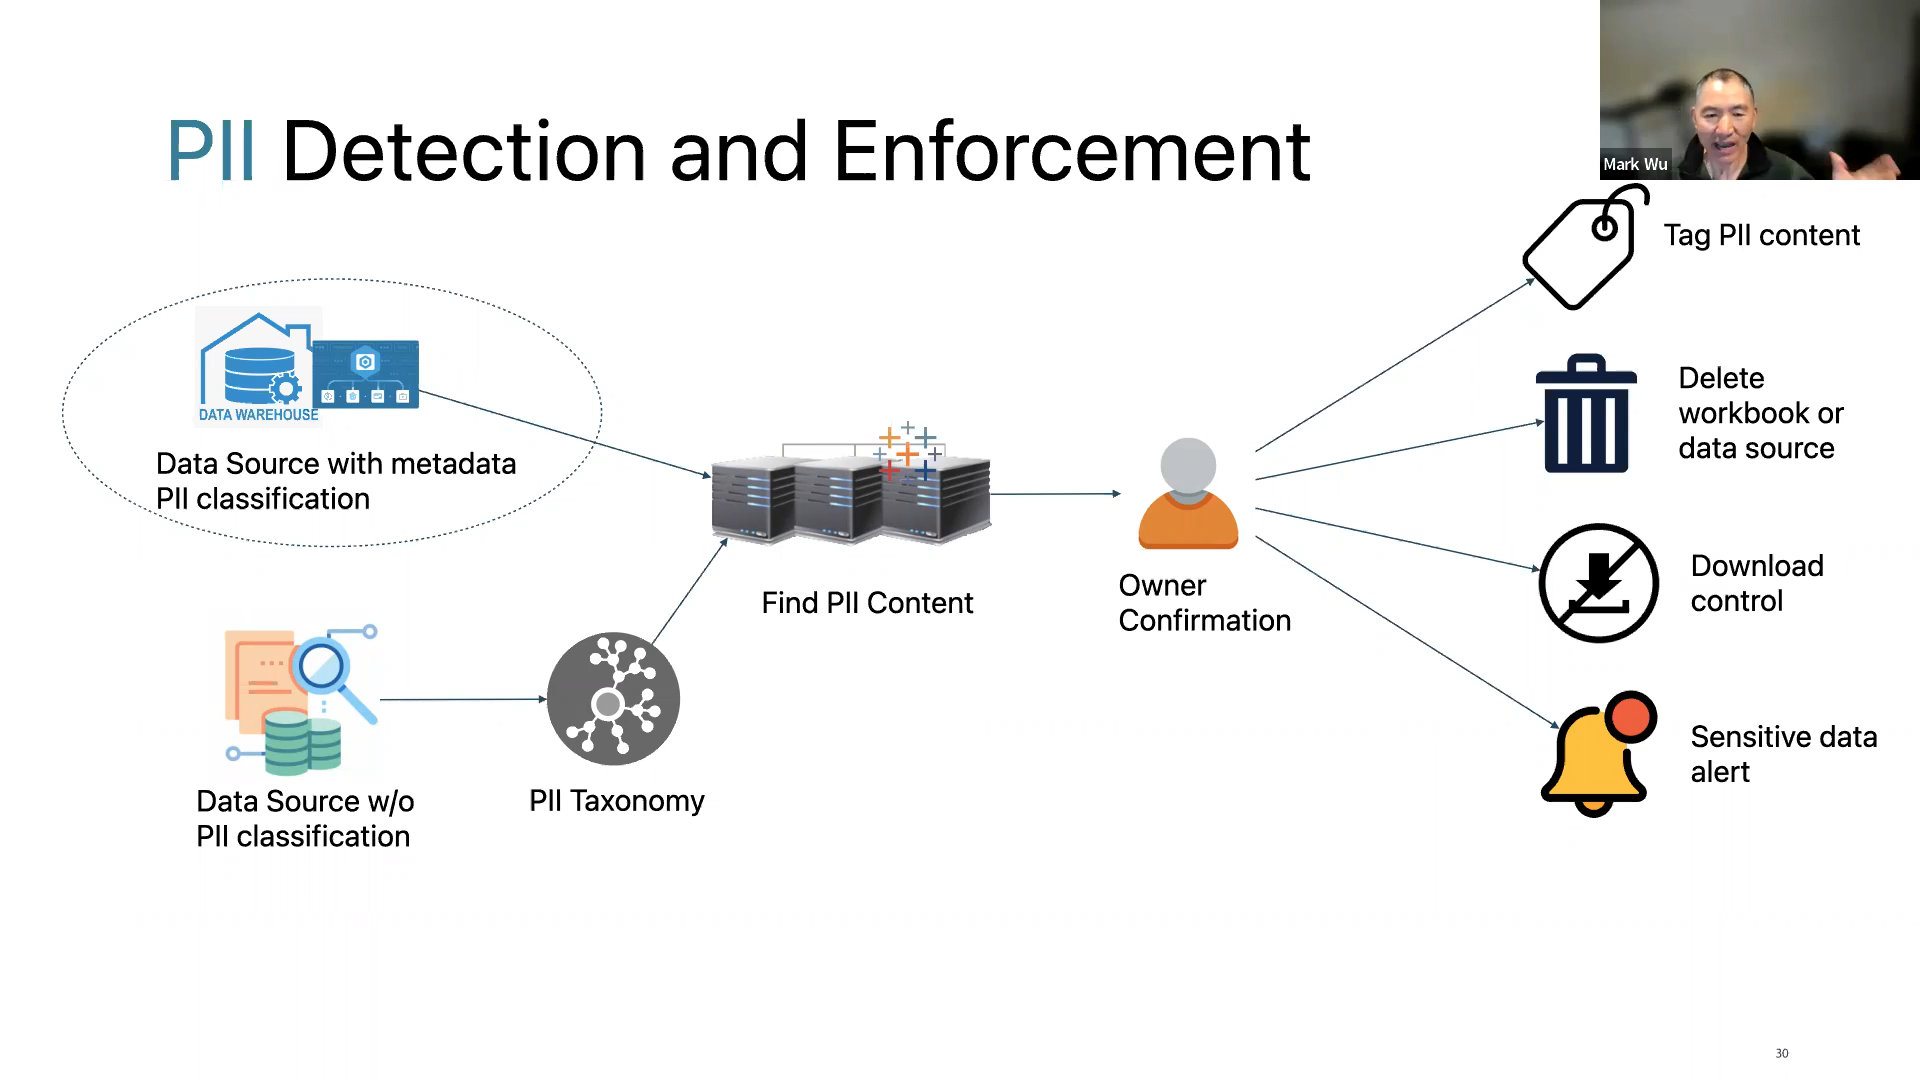 PII Detection and Enforcement
Mark Wu
Tag PII content
Delete
workbook or
data source
DATA WAREHOUSE
Data Source with metadata
PII classification
Find PII Content
Owner
Confirmation
Download
control
Sensitive data
alert
Data Source w/o
PII classification
PII Taxonomy
30